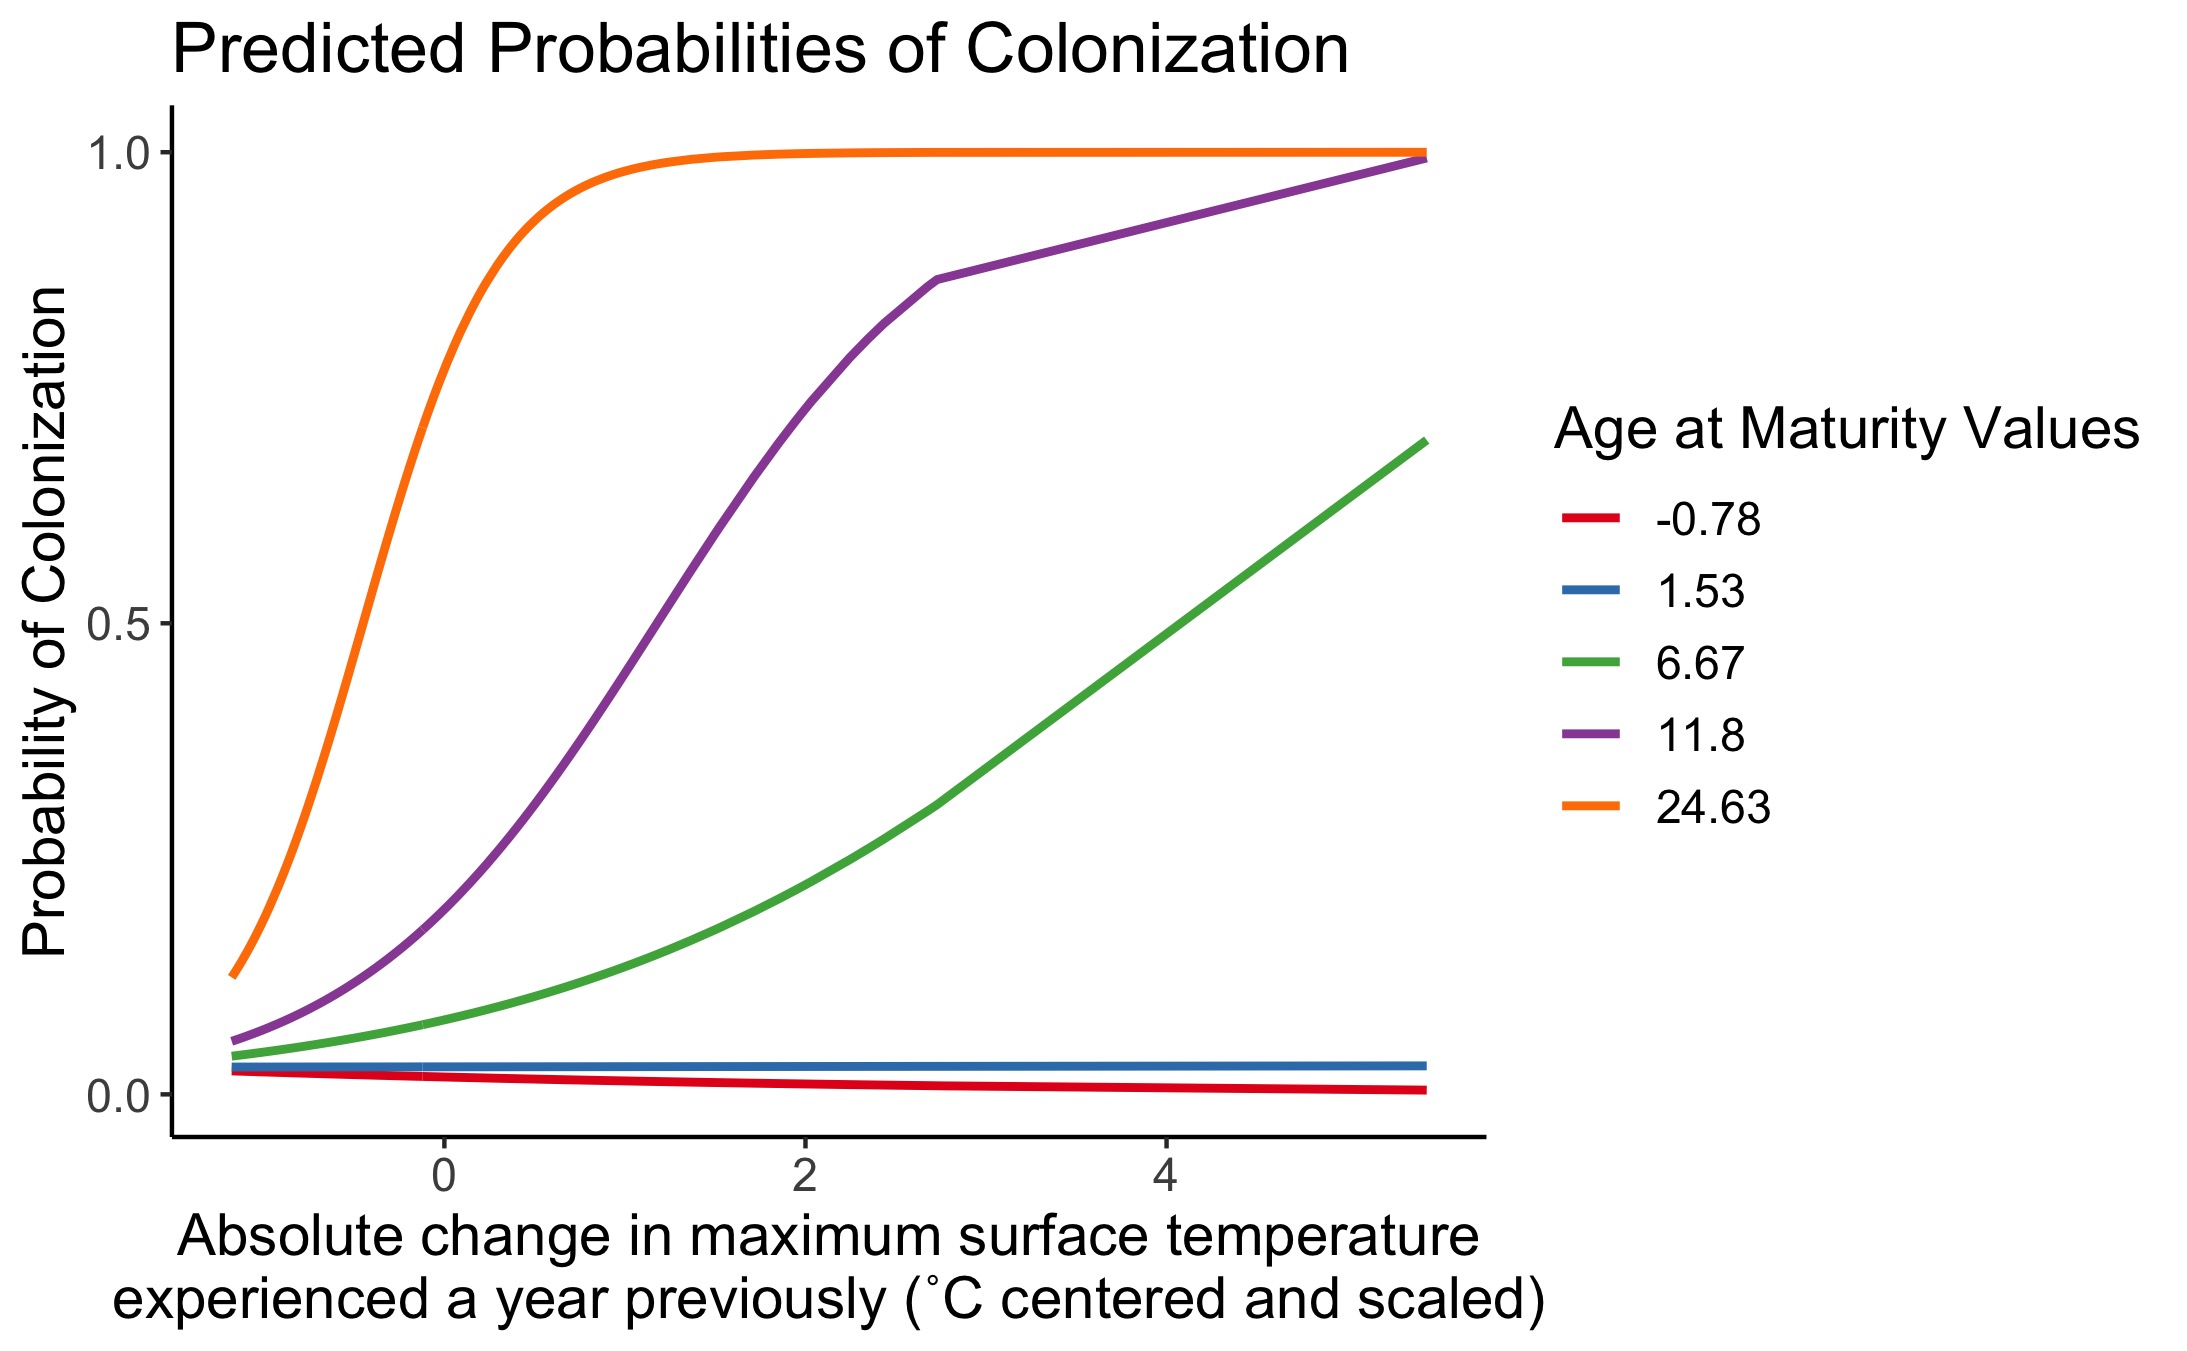 Predicted Probabilities of Colonization
1.0
0.5
0.0
Probability of Colonization
0
2
4
Absolute change in maximum surface temperature
experienced a year previously (˚C centered and scaled)
Age at Maturity Values
-0.78
1.53
6.67
11.8
24.63